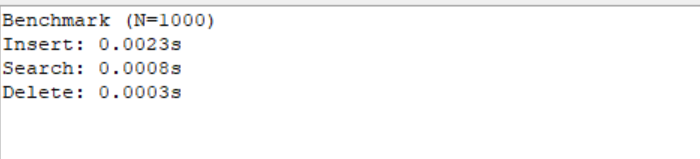 Benchmark (N=1000)
Insert: 0.0023s
Search: 0.0008s
Delete: 0.0003s